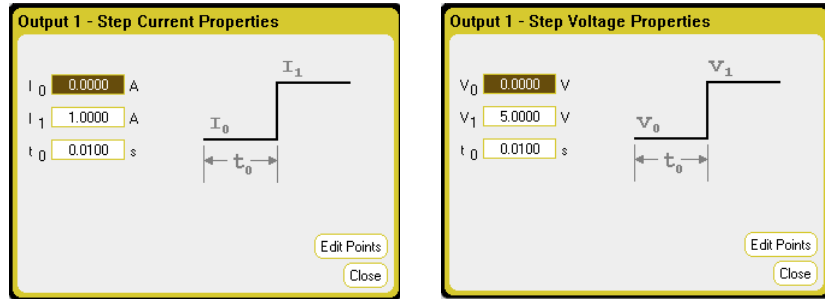 Output 1 - Step Current Properties
I 0 0.0000 A
I 1 1.0000 A
t 0 0.0100 s
I1
I0
t0
Edit Points
Close
Output 1 - Step Voltage Properties
V0 0.0000 V
V1 5.0000 V
t 0 0.0100 s
V1
V0
t0
Edit Points
Close